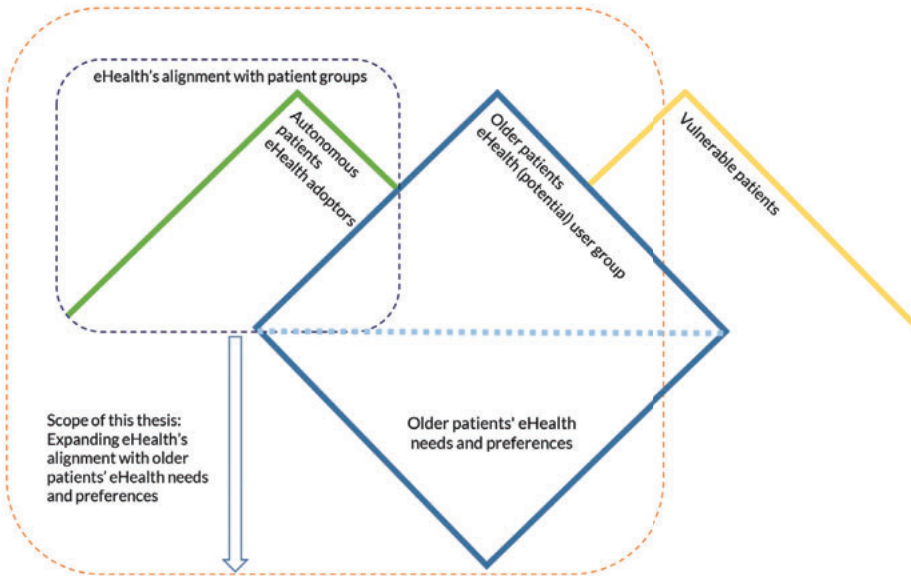 eHealth's alignment with patient groups
Autonomous
patients
eHealth adoptors
Older patients
eHealth (potential) user group
Vulnerable patients
Scope of this thesis:
Expanding eHealth's
alignment with older
patients' eHealth needs
and preferences
Older patients' eHealth
needs and preferences